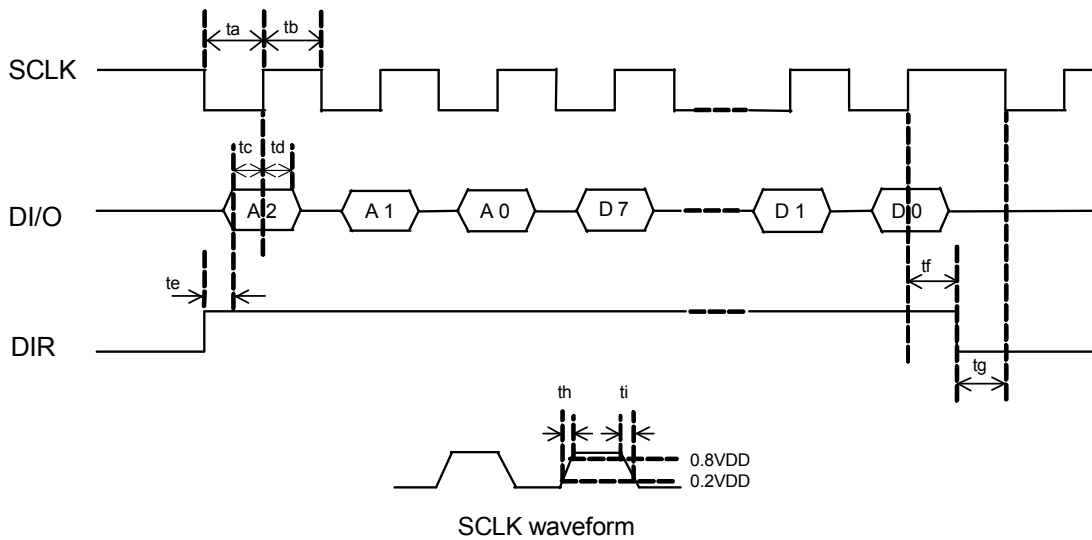 ta tb
SCLK
tc td
DI/O A 2 A 1 A 0 D 7 D 1 D 0
te tf
DIR
tg
th ti
0.8VDD
0.2VDD
SCLK waveform